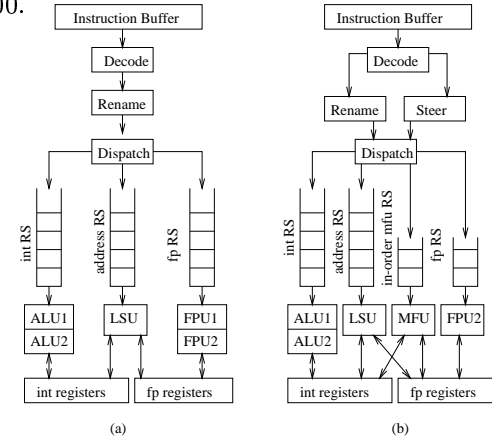 00.
Instruction Buffer
Decode
Rename
Dispatch
int RS
address RS
fp RS
ALU1
ALU2
LSU
FPU1
FPU2
int registers
fp registers
(a)
Instruction Buffer
Decode
Rename
Steer
Dispatch
int RS
address RS
in-order mfu RS
fp RS
ALU1
ALU2
LSU
MFU
FPU2
int registers
fp registers
(b)